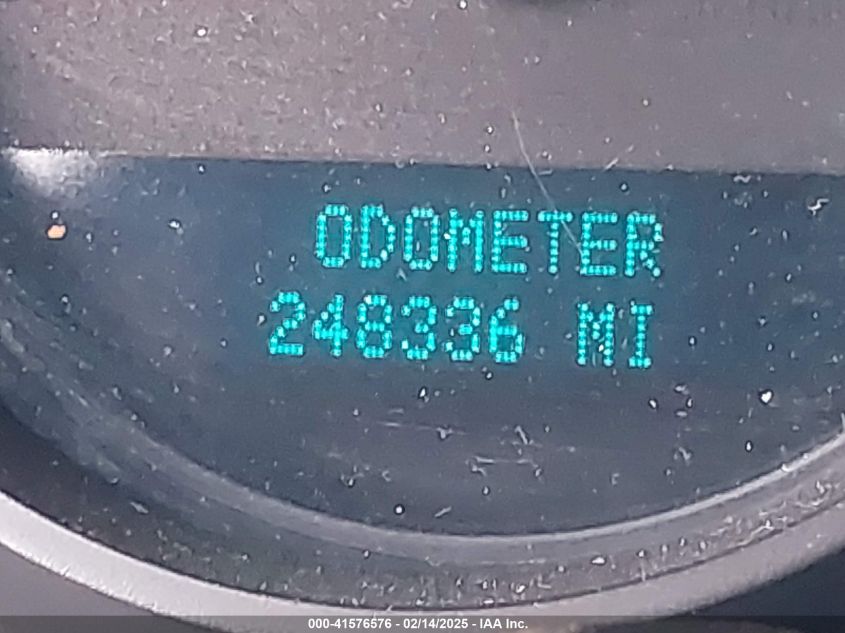 ODOMETER
248336 MI
000-41576576 - 02/14/2025 - IAA Inc.